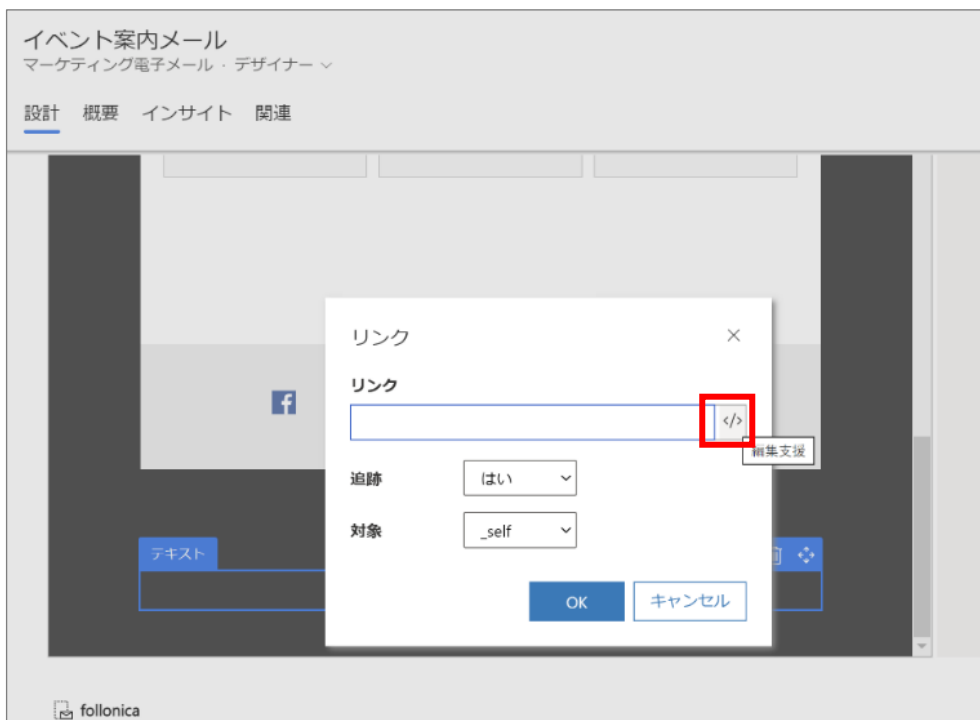 イベント案内メール
マーケティング電子メール · デザイナー
設計 概要 インサイト 関連
リンク
リンク
</>
編集支援
追跡 はい
対象 _self
テキスト
OK キャンセル
follonica